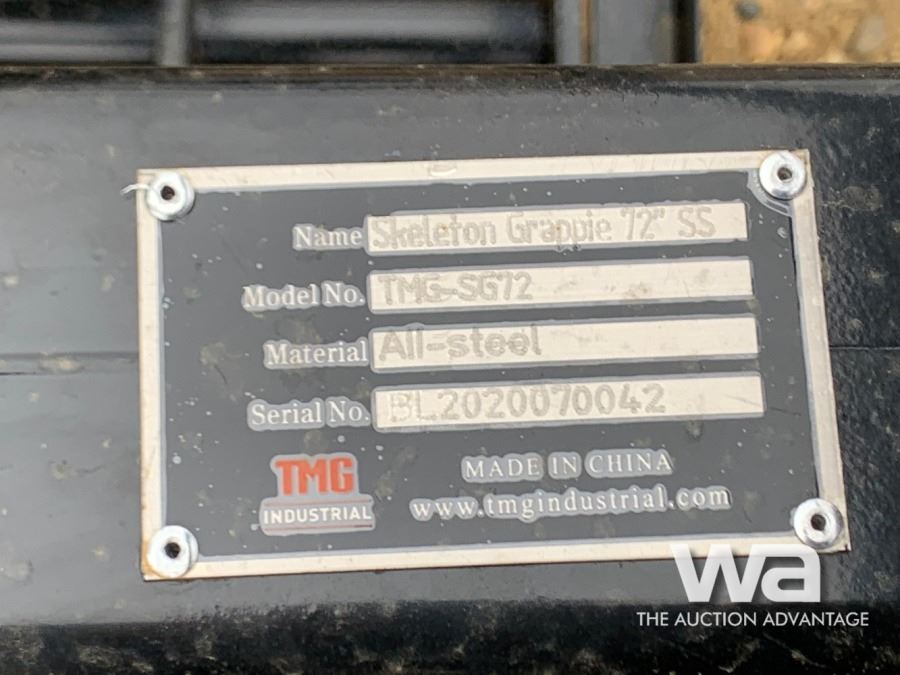 Name Skeleton Grappie 72" SS
Model No. TMG-SG72
Material All-steel
Serial No. BL2020070042
TMG
INDUSTRIAL
MADE IN CHINA
www.tmgindustrial.com
wa
THE AUCTION ADVANTAGE